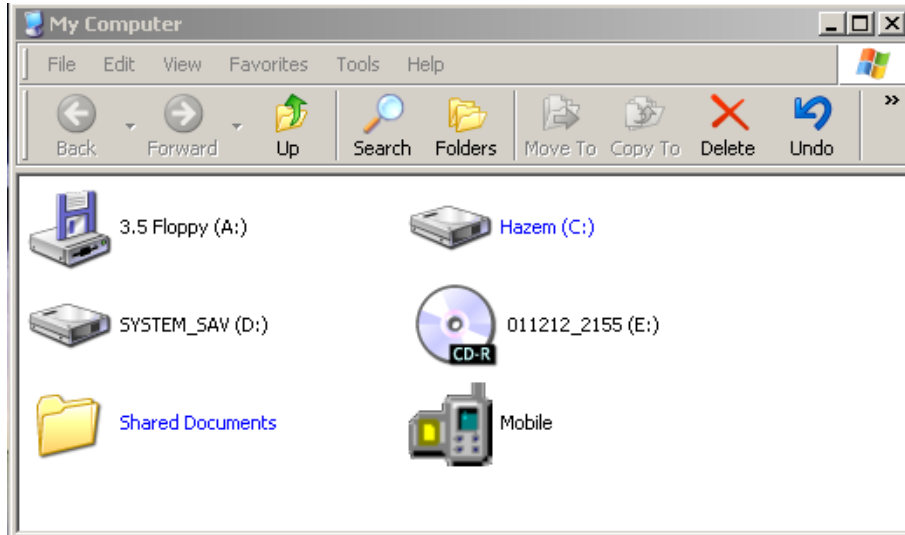 My Computer
File Edit View Favorites Tools Help
Back Forward Up Search Folders Move To Copy To Delete Undo »
3.5 Floppy (A:) Hazem (C:)
SYSTEM_SAV (D:) 011212_2155 (E:)
CD-R
Shared Documents Mobile